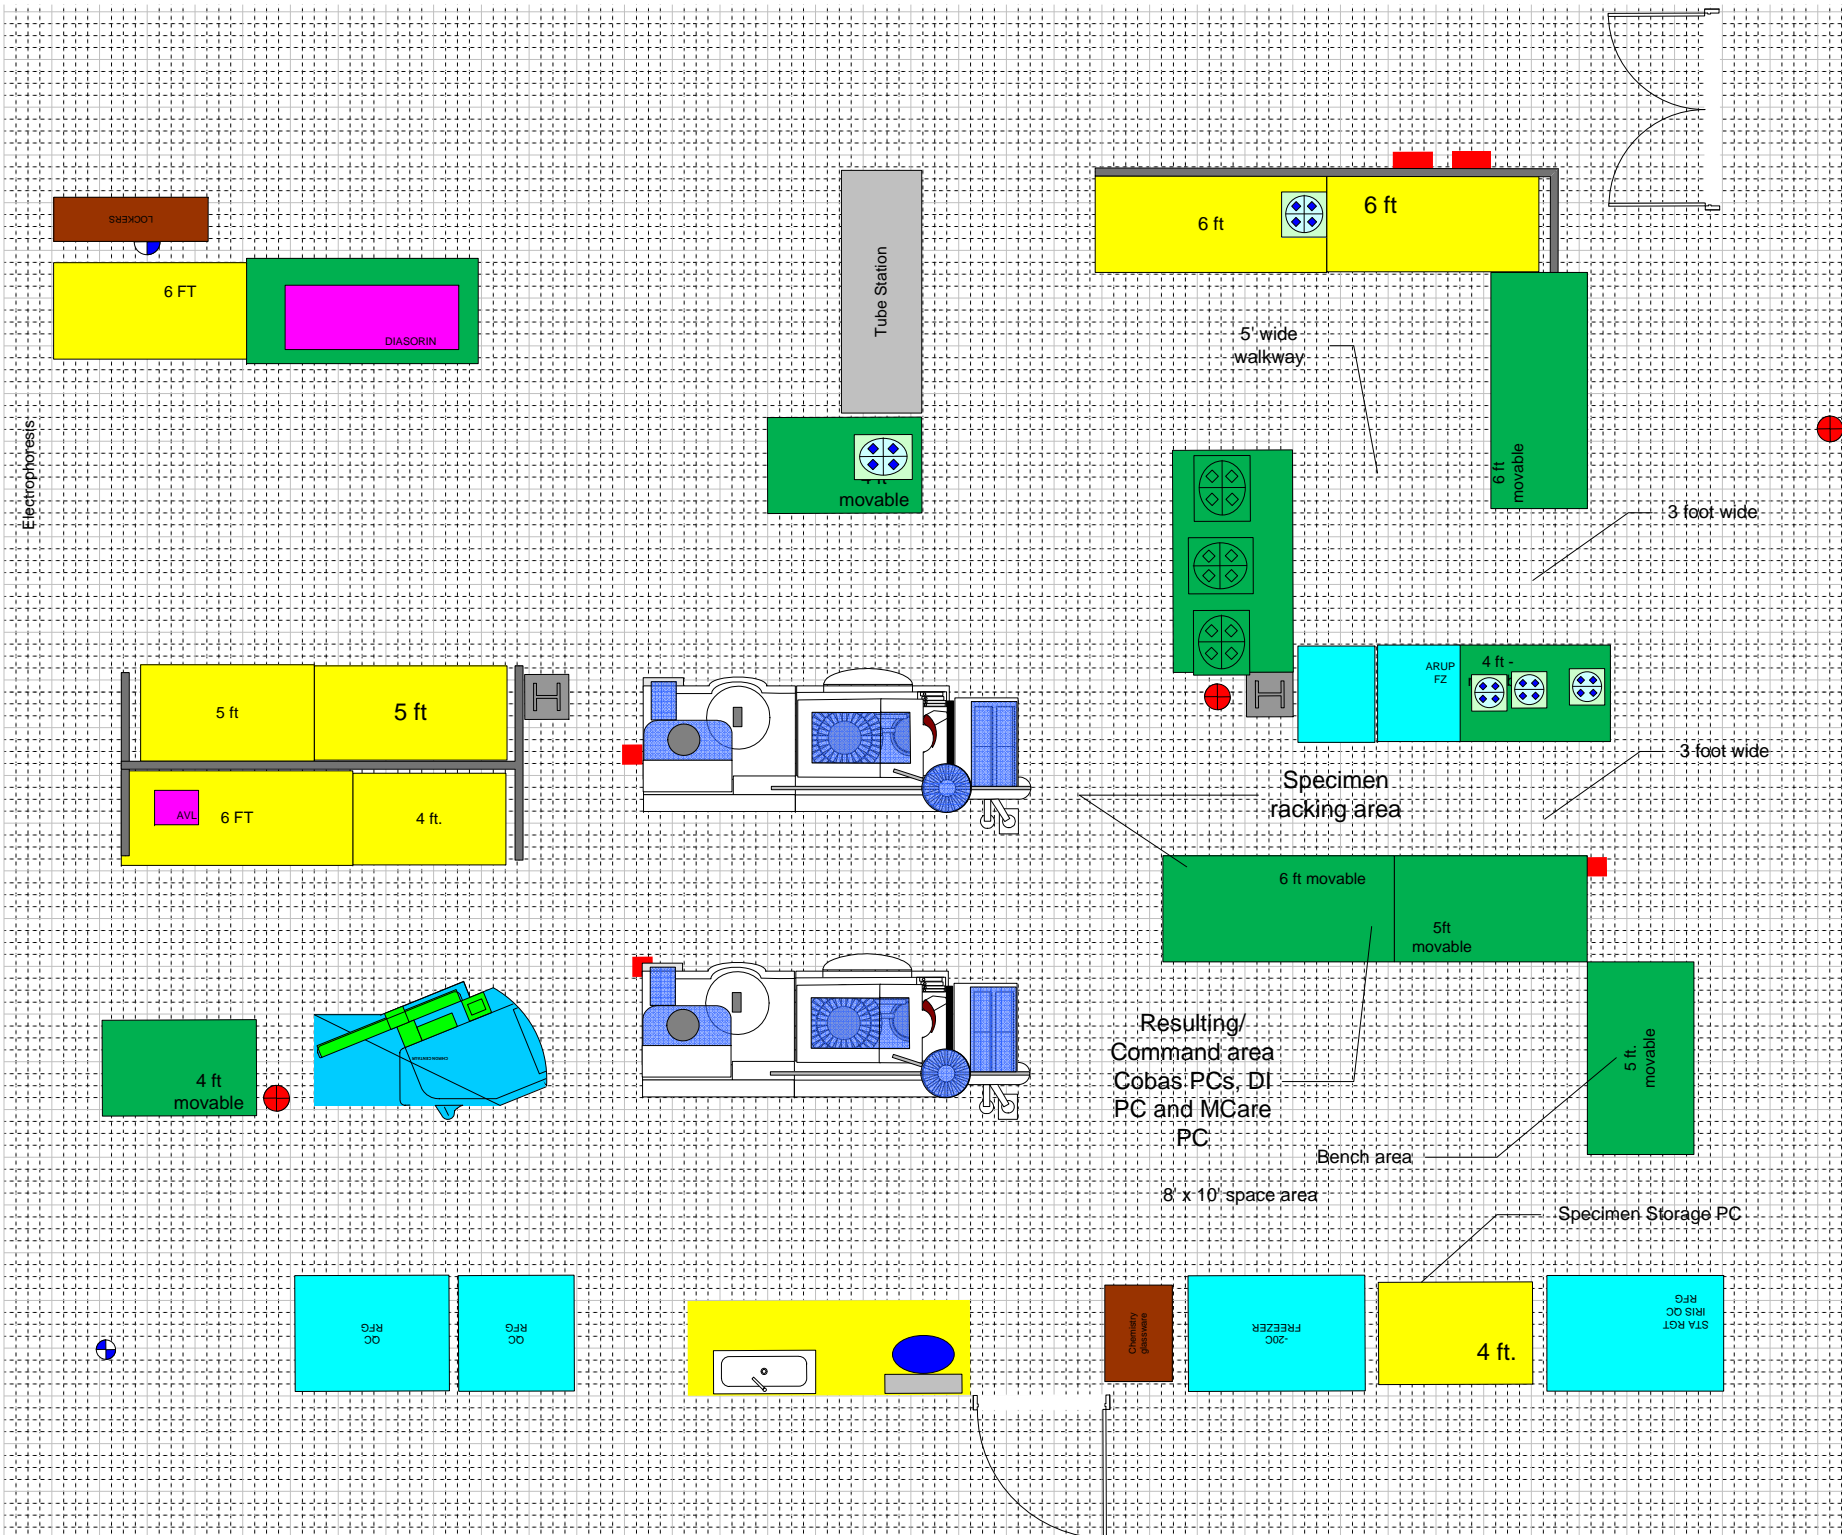 LOCKERS
6 FT
DIASORIN
Electrophoresis
Tube Station
4 ft
movable
6 ft
6 ft
5' wide
walkway
6 ft
movable
3 foot wide
ARUP
FZ
4 ft -
3 foot wide
5 ft
5 ft
AVL
6 FT
4 ft.
Specimen
racking area
6 ft movable
5ft
movable
4 ft
movable
Resulting/
Command area
Cobas PCs, DI
PC and MCare
PC
5 ft.
movable
Bench area
8' x 10' space area
Specimen Storage PC
QC
RFG
QC
RFG
Chemistry
glassware
-20C
FREEZER
4 ft.
STA RGT
IRIS QC
RFG